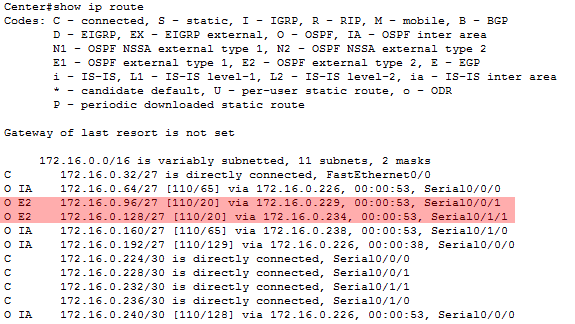 Center#show ip route
Codes: C - connected, S - static, I - IGRP, R - RIP, M - mobile, B - BGP
D - EIGRP, EX - EIGRP external, O - OSPF, IA - OSPF inter area
N1 - OSPF NSSA external type 1, N2 - OSPF NSSA external type 2
E1 - OSPF external type 1, E2 - OSPF external type 2, E - EGP
i - IS-IS, L1 - IS-IS level-1, L2 - IS-IS level-2, ia - IS-IS inter area
* - candidate default, U - per-user static route, o - ODR
P - periodic downloaded static route
Gateway of last resort is not set
172.16.0.0/16 is variably subnetted, 11 subnets, 2 masks
C 172.16.0.32/27 is directly connected, FastEthernet0/0
O IA 172.16.0.64/27 [110/65] via 172.16.0.226, 00:00:53, Serial0/0/0
O E2 172.16.0.96/27 [110/20] via 172.16.0.229, 00:00:53, Serial0/0/1
O E2 172.16.0.128/27 [110/20] via 172.16.0.234, 00:00:53, Serial0/1/1
O IA 172.16.0.160/27 [110/65] via 172.16.0.238, 00:00:53, Serial0/1/0
O IA 172.16.0.192/27 [110/129] via 172.16.0.226, 00:00:38, Serial0/0/0
C 172.16.0.224/30 is directly connected, Serial0/0/0
C 172.16.0.228/30 is directly connected, Serial0/0/1
C 172.16.0.232/30 is directly connected, Serial0/1/1
C 172.16.0.236/30 is directly connected, Serial0/1/0
O IA 172.16.0.240/30 [110/128] via 172.16.0.226, 00:00:53, Serial0/0/0